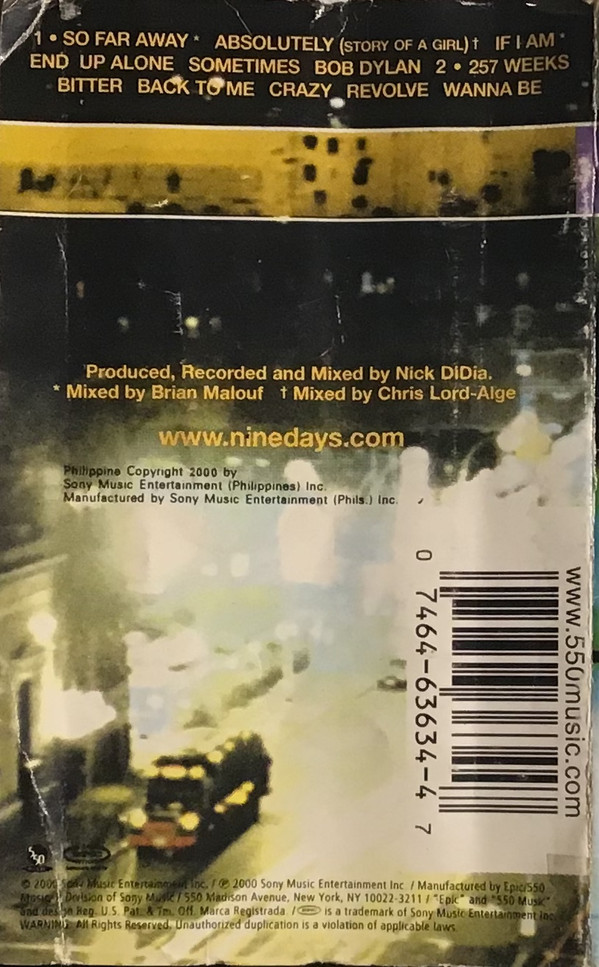 1 • SO FAR AWAY * ABSOLUTELY (STORY OF A GIRL) † IF I AM *
END UP ALONE SOMETIMES BOB DYLAN 2 • 257 WEEKS
BITTER BACK TO ME CRAZY REVOLVE WANNA BE
Produced, Recorded and Mixed by Nick DiDia.
* Mixed by Brian Malouf † Mixed by Chris Lord-Alge
www.ninedays.com
Philippine Copyright 2000 by
Sony Music Entertainment (Philippines) Inc.
Manufactured by Sony Music Entertainment (Phils.) Inc.
0 7464-63634-4 7
www.550music.com
550
© 2000 Sony Music Entertainment Inc. / ℗ 2000 Sony Music Entertainment Inc. / Manufactured by Epic/550
Music, A Division of Sony Music / 550 Madison Avenue, New York, NY 10022-3211 / "Epic" and "550 Music"
and design Reg. U.S. Pat. & Tm. Off. Marca Registrada / is a trademark of Sony Music Entertainment Inc.
WARNING: All Rights Reserved. Unauthorized duplication is a violation of applicable laws.